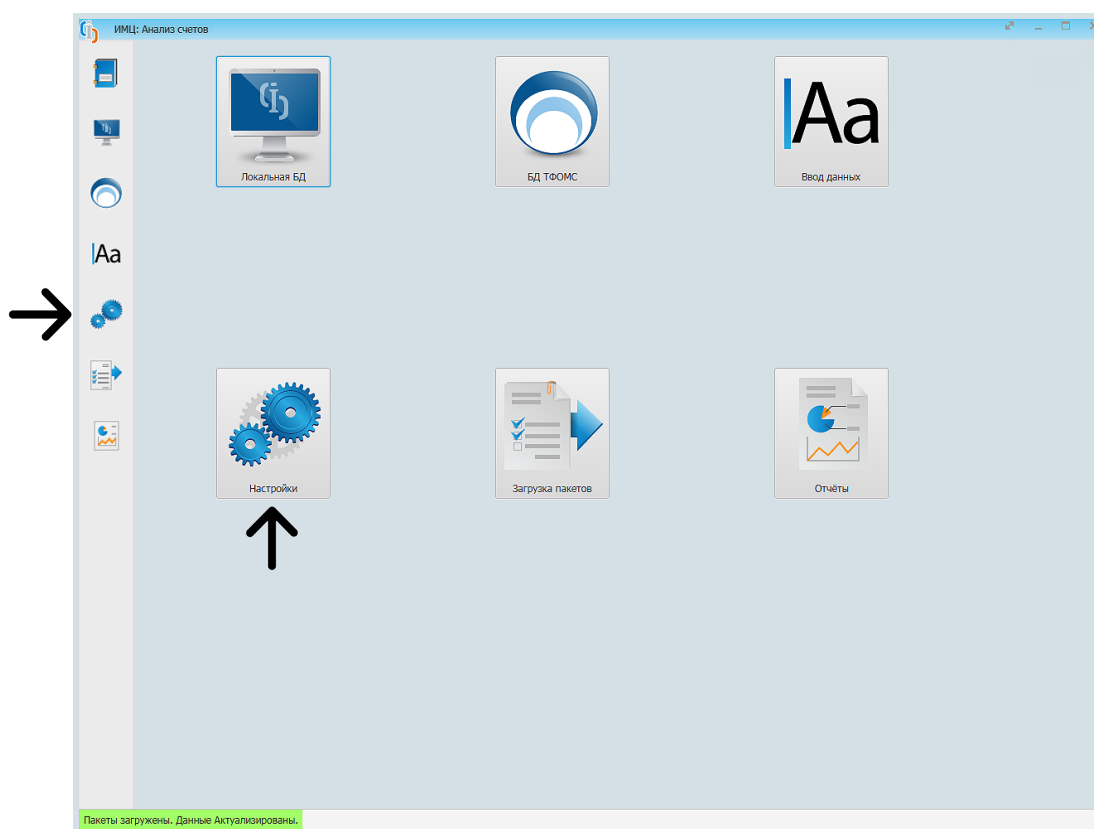 ИМЦ: Анализ счетов
Локальная БД
БД ТФОМС
Aa
Ввод данных
Aa
Настройки
Загрузка пакетов
Отчёты
Пакеты загружены. Данные Актуализированы.